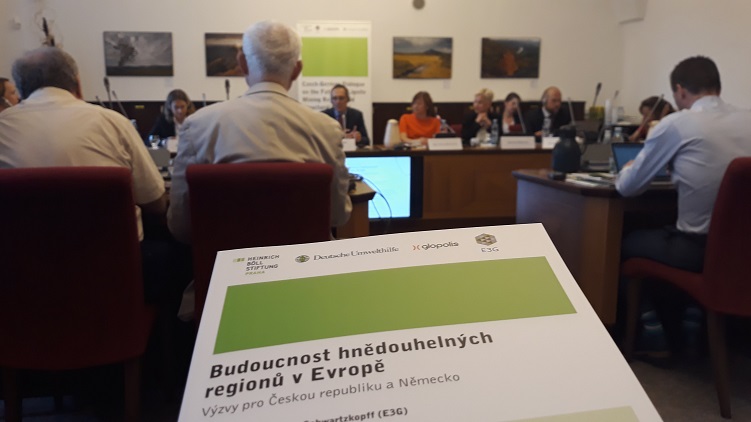 HEINRICH
BÖLL
STIFTUNG
PRAHA
Deutsche Umwelthilfe
glopolis
E3G
Budoucnost hnědouhelných
regionů v Evropě
Výzvy pro Českou republiku a Německo
Schwartzkopff (E3G)